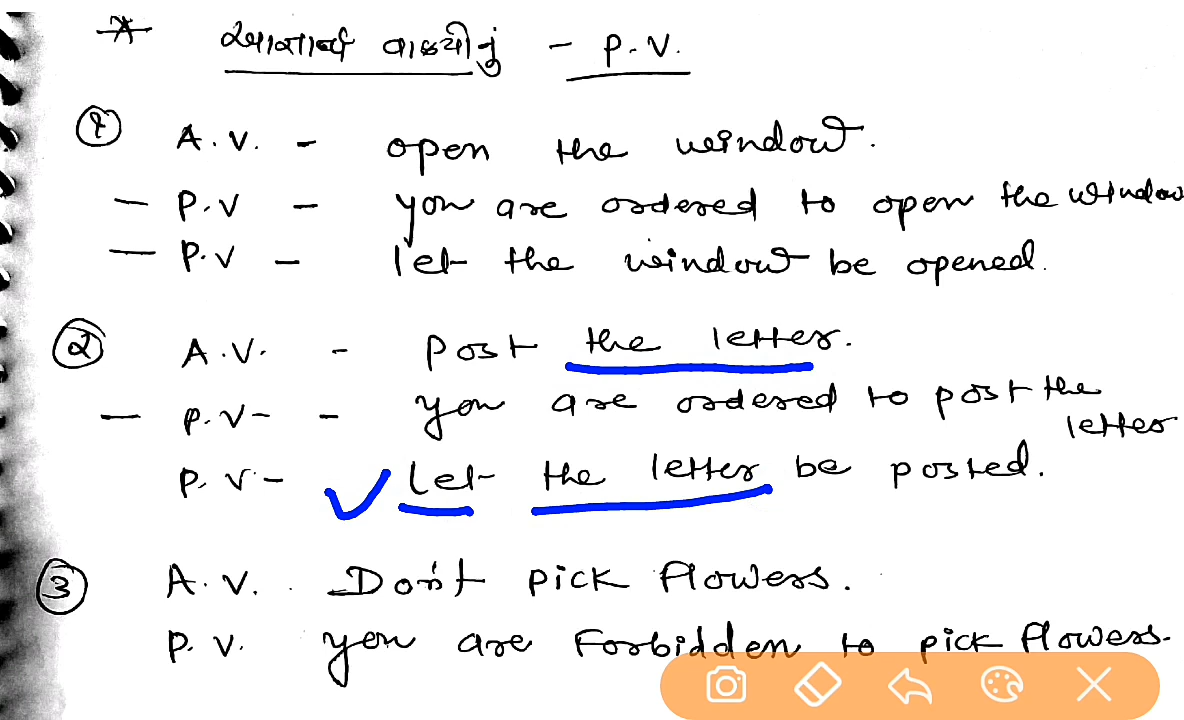 * આજ્ઞાર્થ વાક્યોનું - P.V.
① A.V. - open the window.
- P.V - you are ordered to open the window
- P.V - let the window be opened.
② A.V. - Post the letter.
- P.V- - you are ordered to post the letter
P.V- ✓ Let the letter be posted.
③ A.V. Don't pick flowers.
P.V. you are Forbidden to pick flowers.